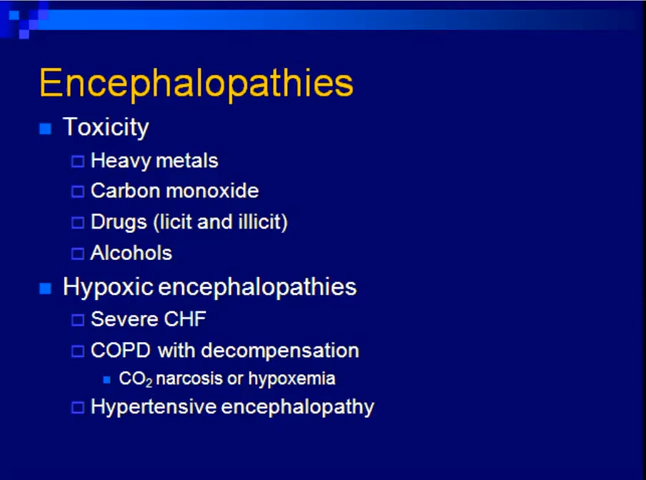 Encephalopathies
Toxicity
Heavy metals
Carbon monoxide
Drugs (licit and illicit)
Alcohols
Hypoxic encephalopathies
Severe CHF
COPD with decompensation
CO₂ narcosis or hypoxemia
Hypertensive encephalopathy